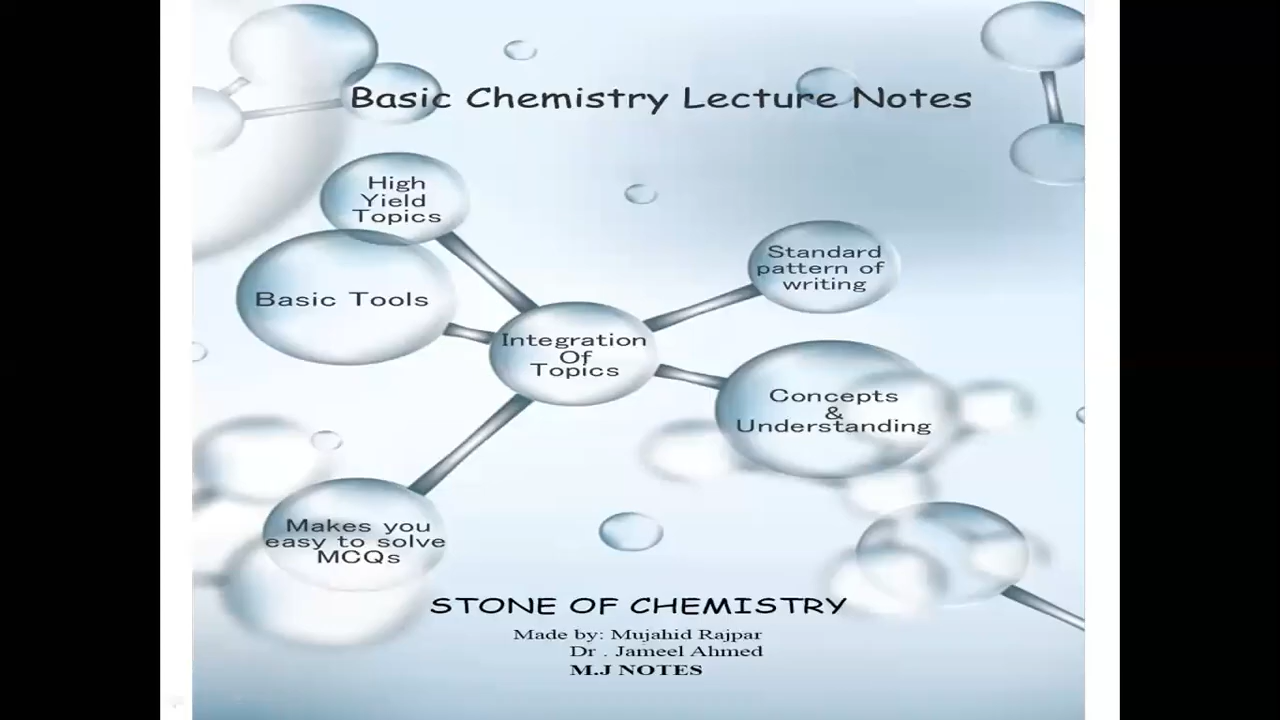 Basic Chemistry Lecture Notes
High
Yield
Topics
Standard
pattern of
writing
Basic Tools
Integration
Of
Topics
Concepts
&
Understanding
Makes you
easy to solve
MCQs
STONE OF CHEMISTRY
Made by: Mujahid Rajpar
Dr . Jameel Ahmed
M.J NOTES